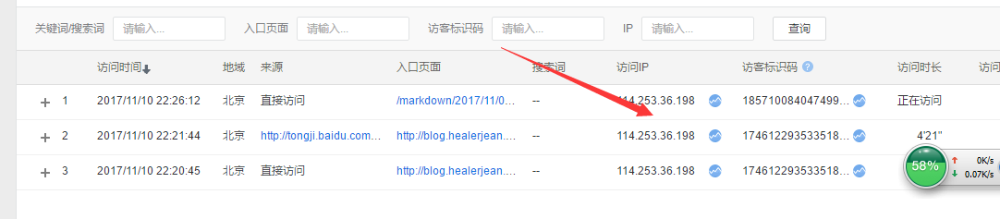 关键词/搜索词 请输入... 入口页面 请输入... 访客标识码 请输入... IP 请输入... 查询
访问时间 地域 来源 入口页面 搜索词 访问IP 访客标识码 ? 访问时长 访问
1 2017/11/10 22:26:12 北京 直接访问 /markdown/2017/11/0... -- 114.253.36.198 185710084047499... 正在访问
2 2017/11/10 22:21:44 北京 http://tongji.baidu.com... http://blog.healerjean.... -- 114.253.36.198 174612293533518... 4'21"
3 2017/11/10 22:20:45 北京 直接访问 http://blog.healerjean.... -- 114.253.36.198 174612293533518...
58% 0K/s
0.07K/s